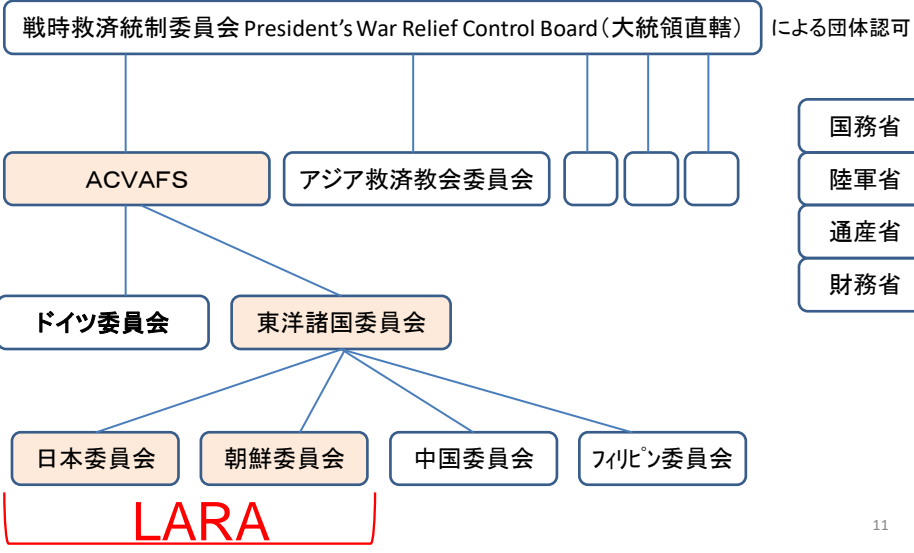 戦時救済統制委員会 President’s War Relief Control Board（大統領直轄） による団体認可
国務省
陸軍省
通産省
財務省
ACVAFS
アジア救済教会委員会
ドイツ委員会
東洋諸国委員会
日本委員会
朝鮮委員会
中国委員会
フィリピン委員会
LARA
11